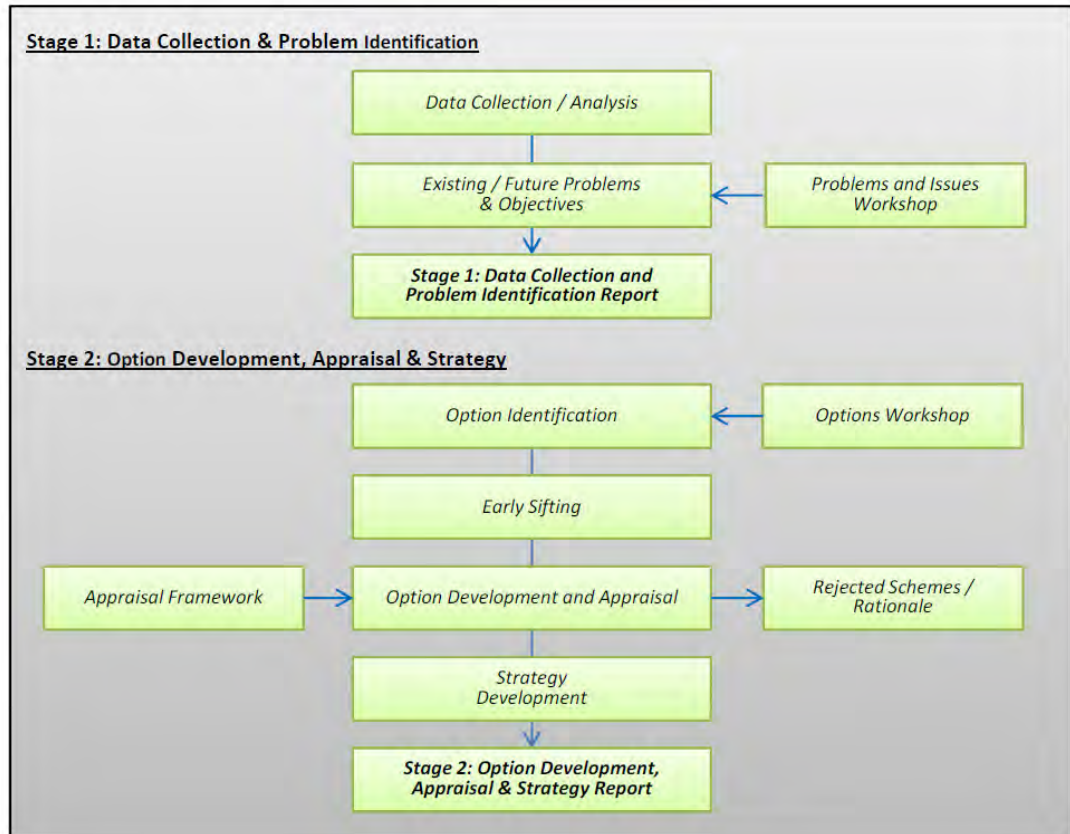 Stage 1: Data Collection & Problem Identification
Data Collection / Analysis
Existing / Future Problems
& Objectives
Problems and Issues
Workshop
Stage 1: Data Collection and
Problem Identification Report
Stage 2: Option Development, Appraisal & Strategy
Option Identification
Options Workshop
Early Sifting
Appraisal Framework
Option Development and Appraisal
Rejected Schemes /
Rationale
Strategy
Development
Stage 2: Option Development,
Appraisal & Strategy Report